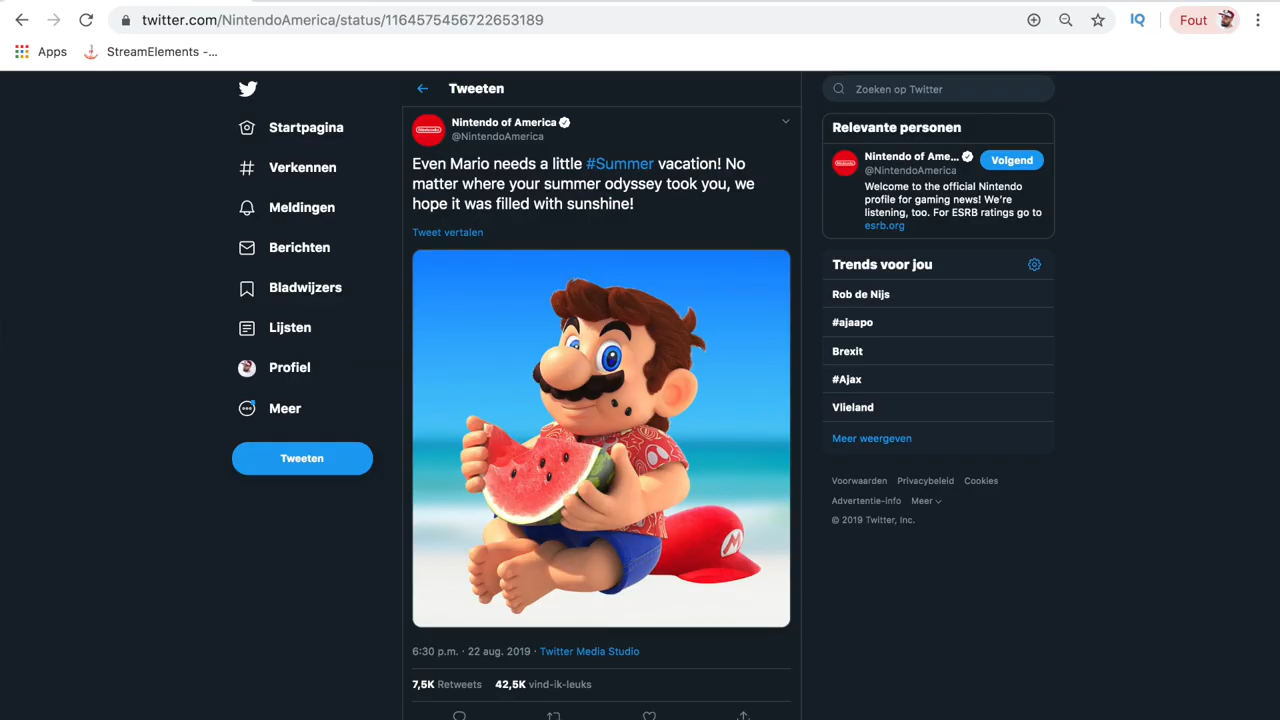 twitter.com/NintendoAmerica/status/1164575456722653189
IQ
Fout
Apps
StreamElements -...
Startpagina
Verkennen
Meldingen
Berichten
Bladwijzers
Lijsten
Profiel
Meer
Tweeten
Tweeten
Nintendo
Nintendo of America
@NintendoAmerica
Even Mario needs a little #Summer vacation! No
matter where your summer odyssey took you, we
hope it was filled with sunshine!
Tweet vertalen
M
6:30 p.m. · 22 aug. 2019 · Twitter Media Studio
7,5K Retweets 42,5K vind-ik-leuks
Zoeken op Twitter
Relevante personen
Nintendo
Nintendo of Ame...
Volgend
@NintendoAmerica
Welcome to the official Nintendo
profile for gaming news! We're
listening, too. For ESRB ratings go to
esrb.org
Trends voor jou
Rob de Nijs
#ajaapo
Brexit
#Ajax
Vlieland
Meer weergeven
Voorwaarden Privacybeleid Cookies
Advertentie-info Meer
© 2019 Twitter, Inc.